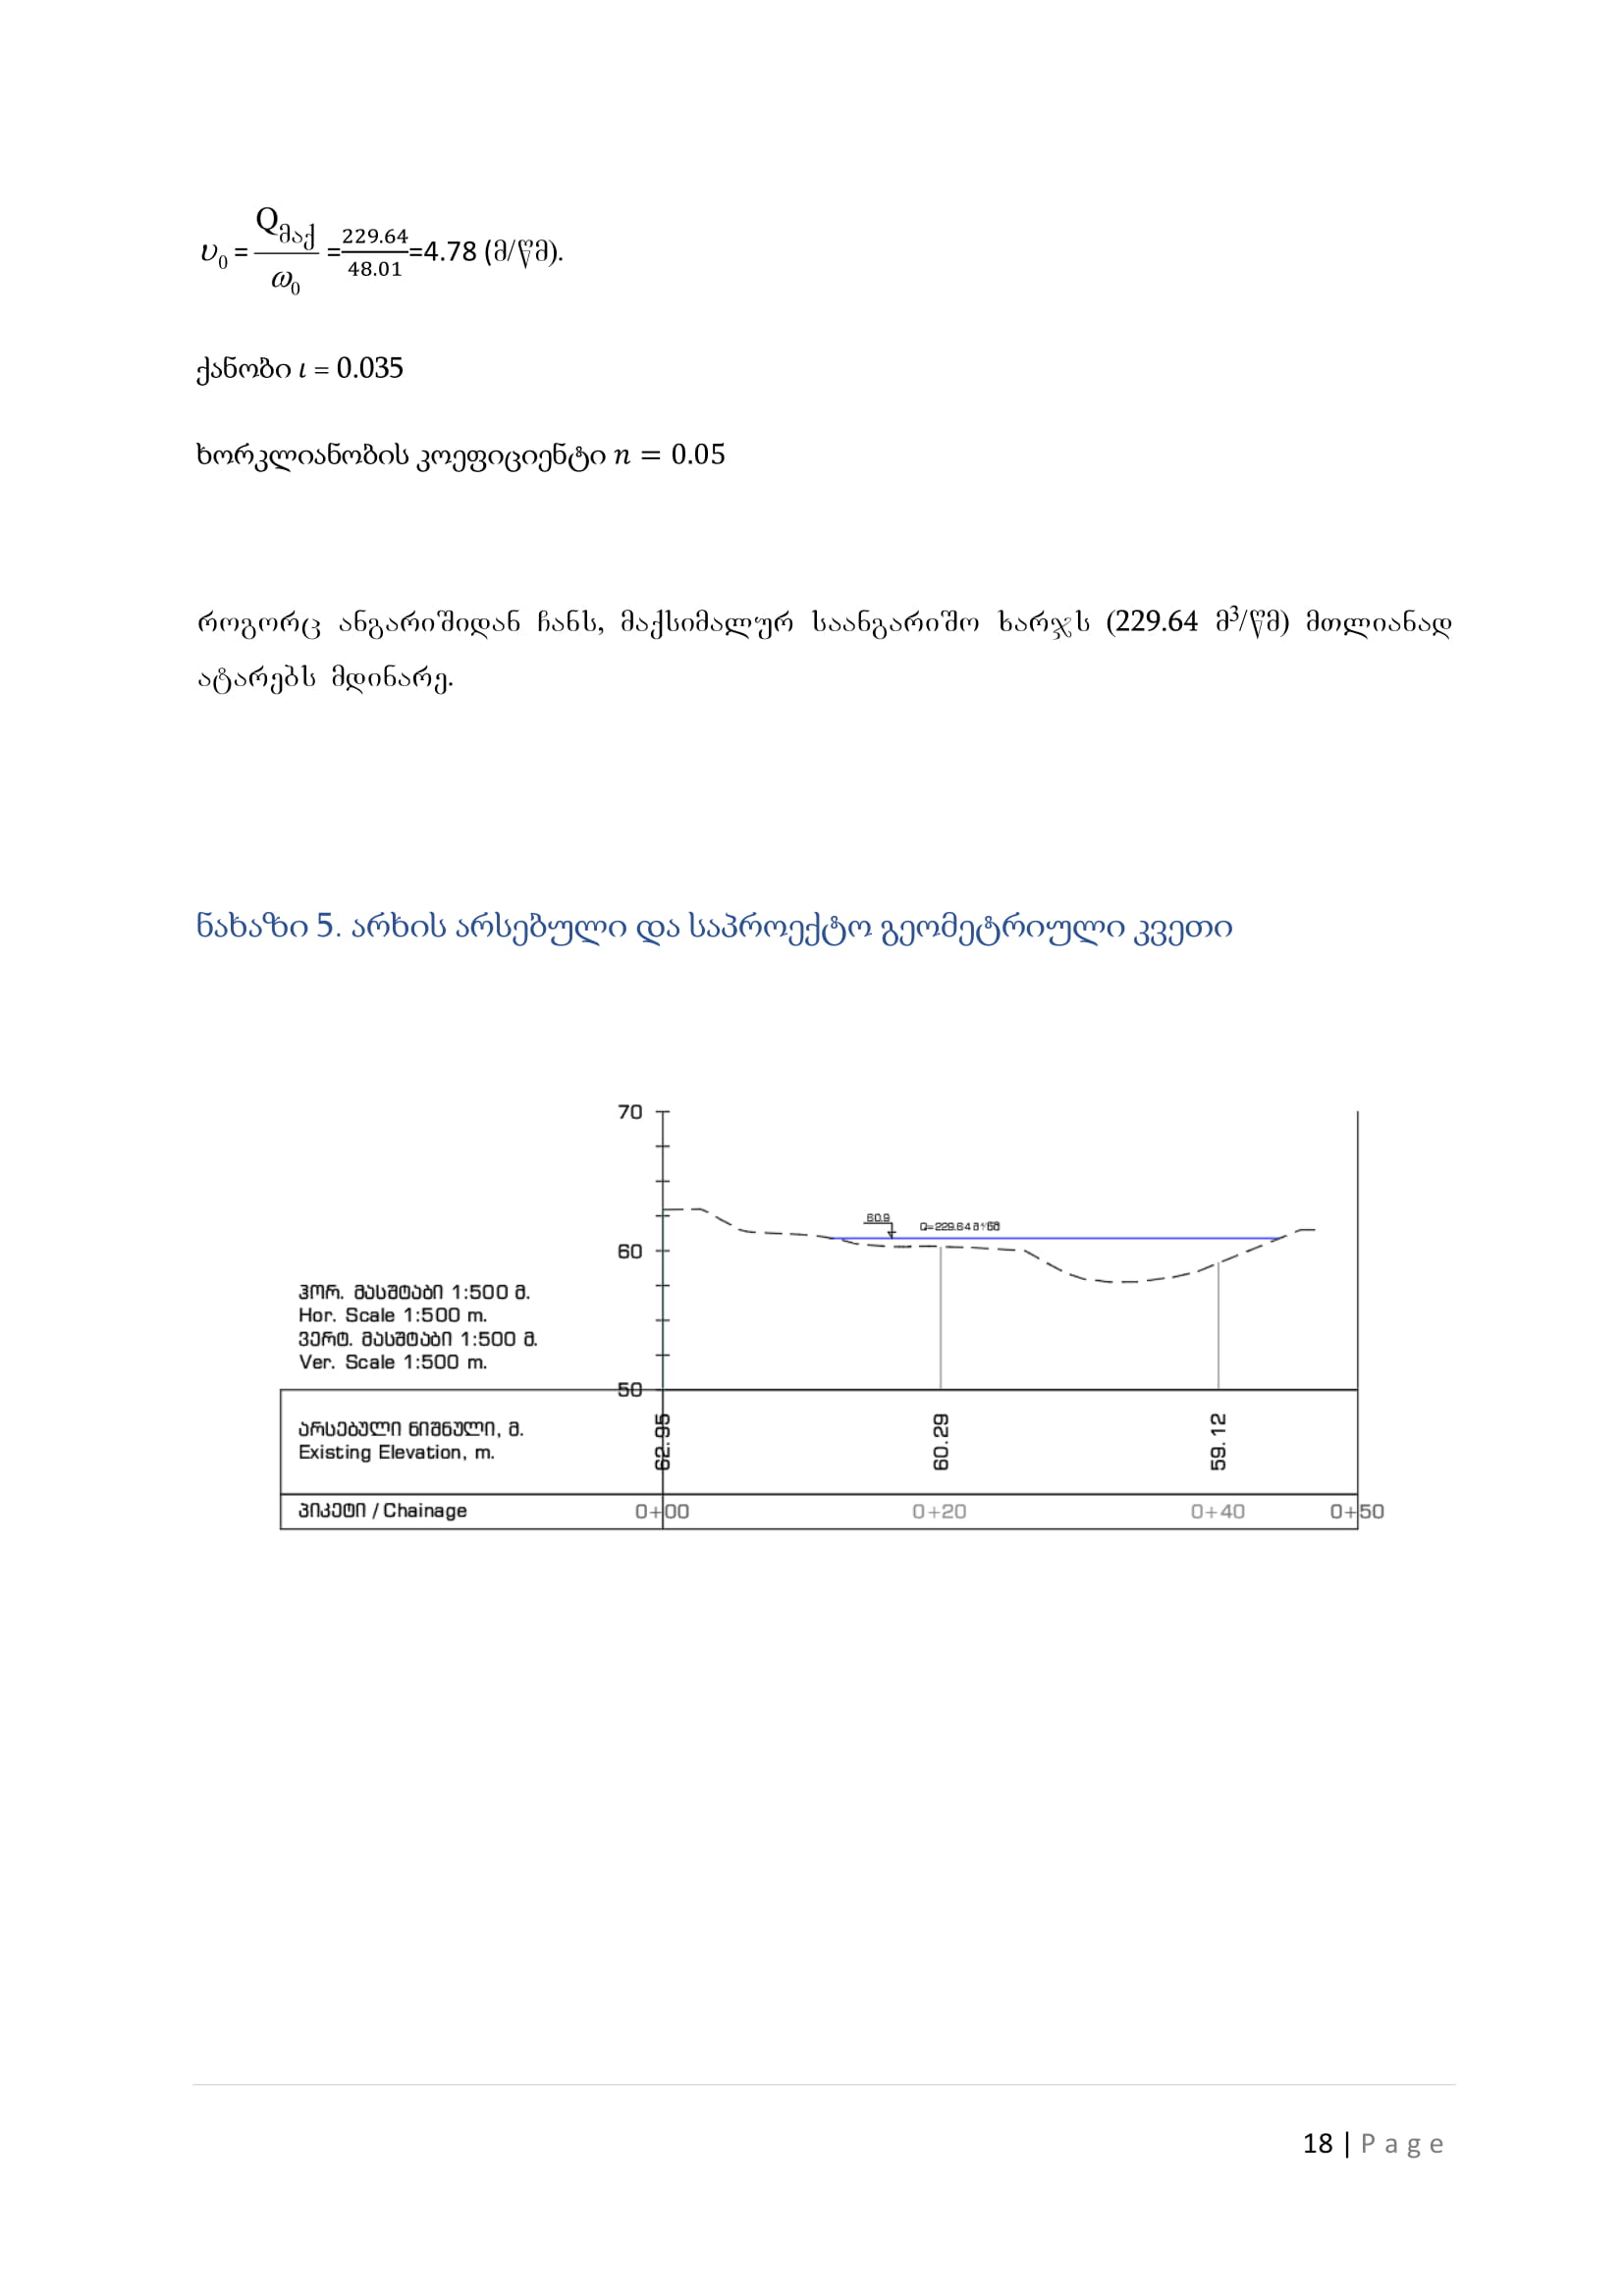 υ₀ = Qმაქ/ω₀ = 229.64/48.01 =4.78 (მ/წმ).
ქანობი ι = 0.035
ხორკლიანობის კოეფიციენტი n = 0.05
როგორც ანგარიშიდან ჩანს, მაქსიმალურ საანგარიშო ხარჯს (229.64 მ³/წმ) მთლიანად
ატარებს მდინარე.
ნახაზი 5. არხის არსებული და საპროექტო გეომეტრიული კვეთი
70
60.9 Q=229.64 მ³/წმ
60
ჰორ. მასშტაბი 1:500 მ.
Hor. Scale 1:500 m.
ვერტ. მასშტაბი 1:500 მ.
Ver. Scale 1:500 m.
50
არსებული ნიშნული, მ.
Existing Elevation, m.
62.95 60.29 59.12
პიკეტი / Chainage 0+00 0+20 0+40 0+50
18 | Page